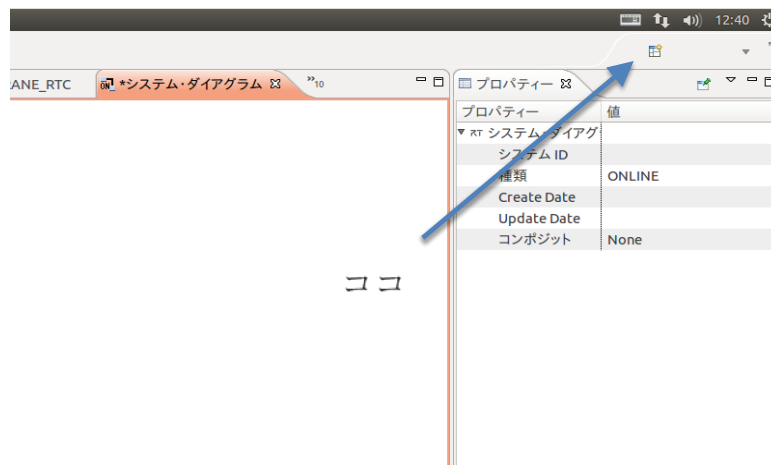 12:40
ANE_RTC
ON *システム・ダイアグラム
»10
プロパティー
プロパティー 値
RT システム・ダイアグ
システム ID
種類 ONLINE
Create Date
Update Date
コンポジット None
ココ